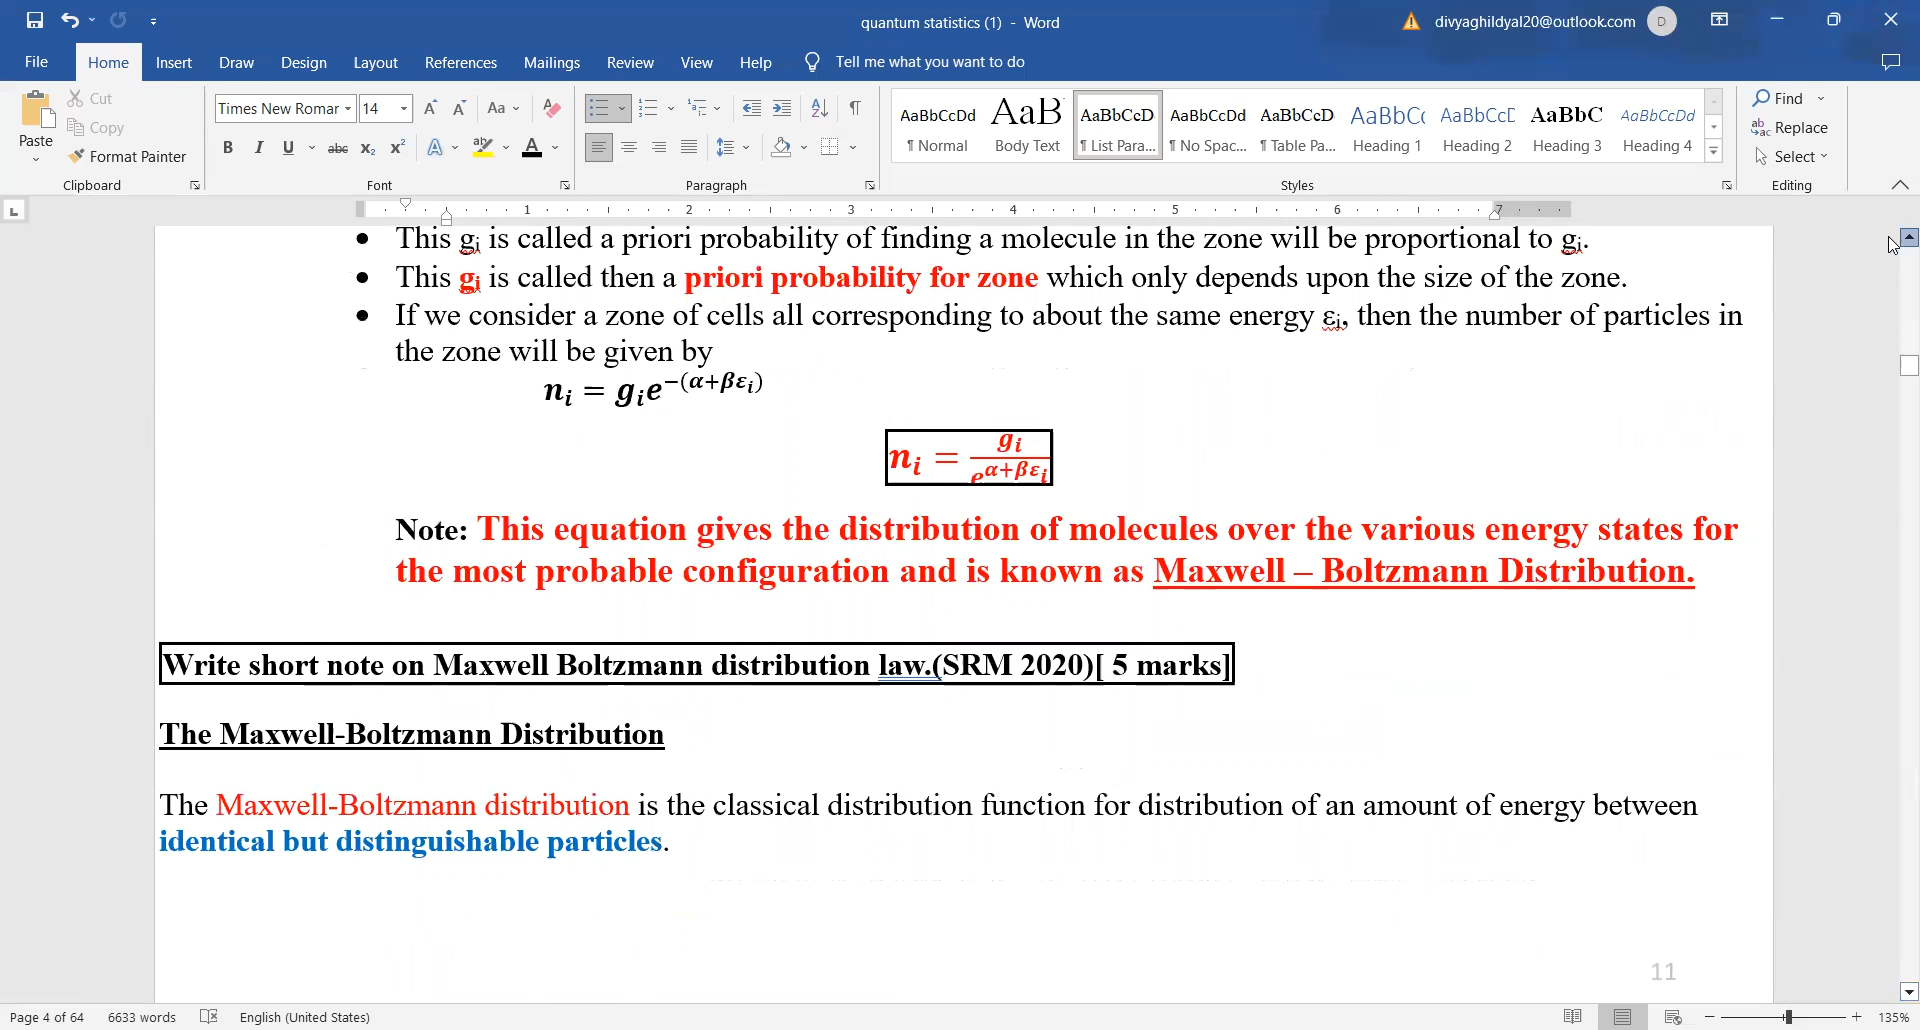 quantum statistics (1) - Word
divyaghildyal20@outlook.com
D
File Home Insert Draw Design Layout References Mailings Review View Help Tell me what you want to do
Paste
Cut
Copy
Format Painter
Clipboard
Times New Romar 14
Font
Paragraph
AaBbCcDd AaB AaBbCcD AaBbCcDd AaBbCcD AaBbCc AaBbCcE AaBbC AaBbCcDd
¶ Normal Body Text ¶ List Para... ¶ No Spac... ¶ Table Pa... Heading 1 Heading 2 Heading 3 Heading 4
Styles
Find
Replace
Select
Editing
1 2 3 4 5 6 7
• This gᵢ is called a priori probability of finding a molecule in the zone will be proportional to gᵢ.
• This gᵢ is called then a priori probability for zone which only depends upon the size of the zone.
• If we consider a zone of cells all corresponding to about the same energy εᵢ, then the number of particles in
the zone will be given by
nᵢ = gᵢe^−(α+βεᵢ)
nᵢ = gᵢ / e^α+βεᵢ
Note: This equation gives the distribution of molecules over the various energy states for
the most probable configuration and is known as Maxwell – Boltzmann Distribution.
Write short note on Maxwell Boltzmann distribution law.(SRM 2020)[ 5 marks]
The Maxwell-Boltzmann Distribution
The Maxwell-Boltzmann distribution is the classical distribution function for distribution of an amount of energy between
identical but distinguishable particles.
11
Page 4 of 64 6633 words English (United States) 135%